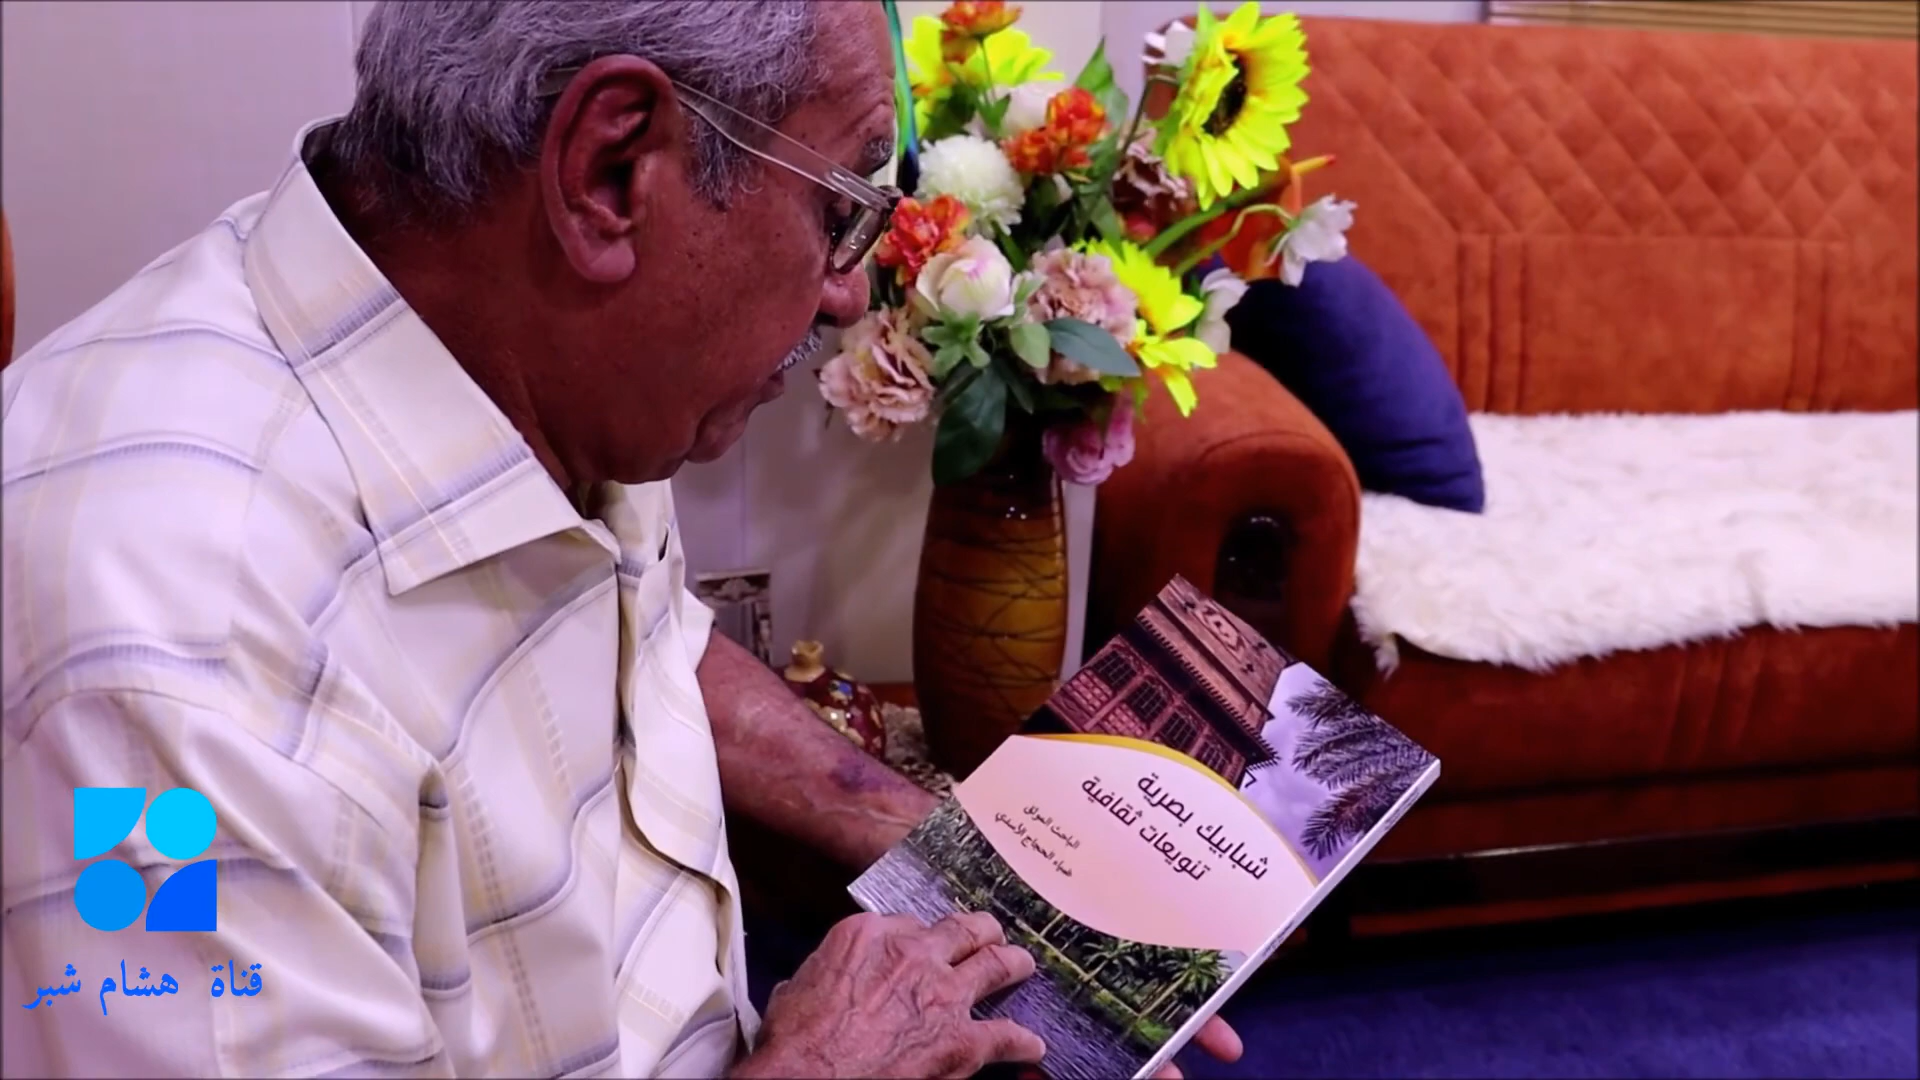 شبابيك بصرية
تنويعات ثقافية
الباحث الموثق
ضياء الحجاج الأسدي
قناة هشام شبر